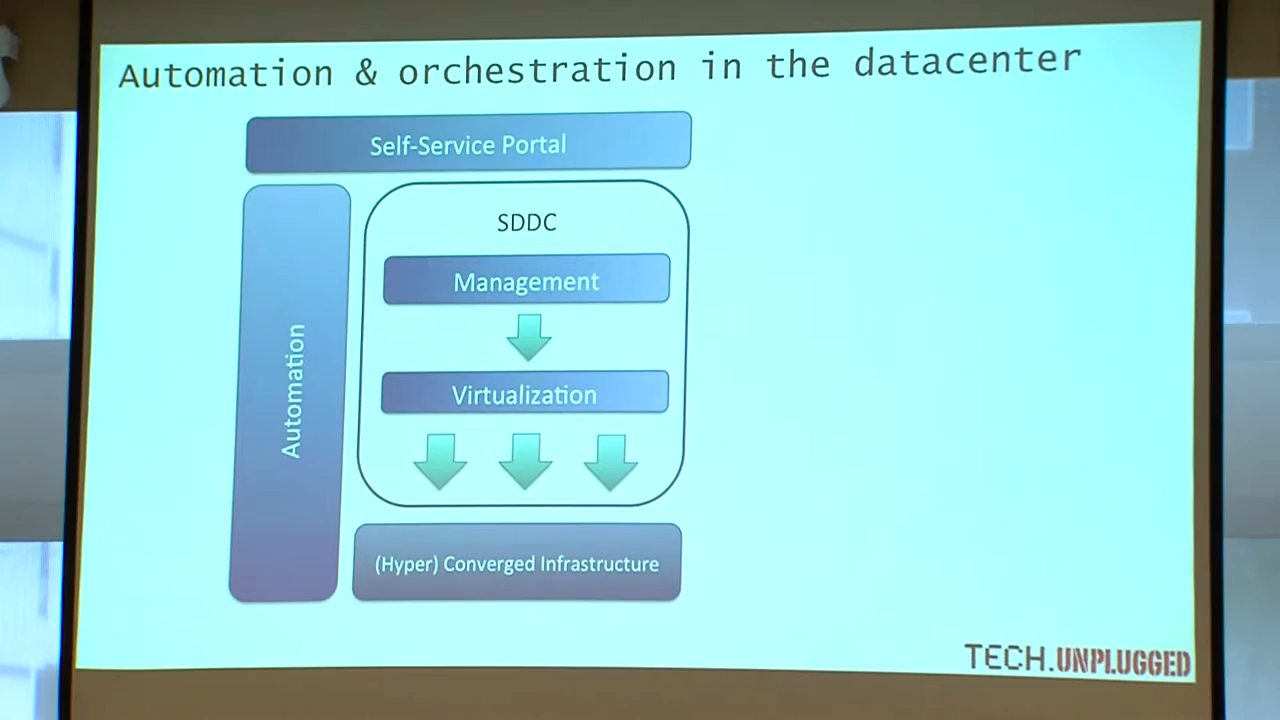 Automation & orchestration in the datacenter
Self-Service Portal
Automation
SDDC
Management
Virtualization
(Hyper) Converged Infrastructure
TECH.UNPLUGGED